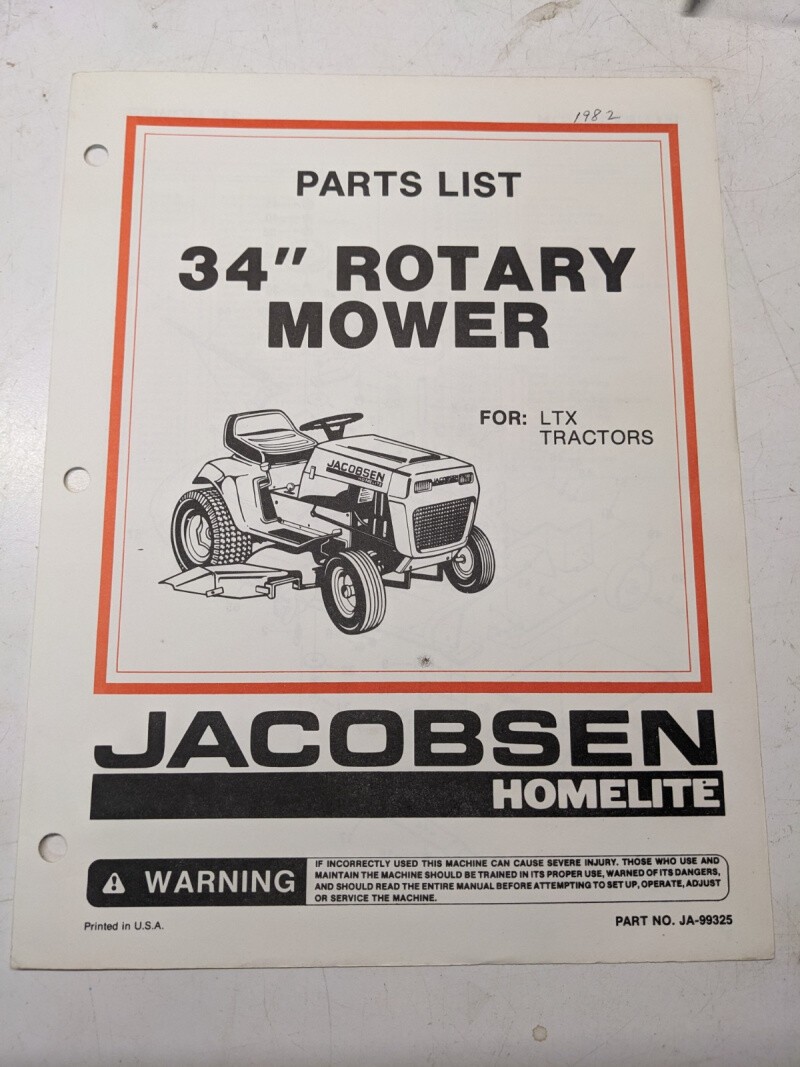 1982
PARTS LIST
34" ROTARY
MOWER
FOR: LTX
TRACTORS
JACOBSEN
HOMELITE
JACOBSEN
HOMELITE
WARNING
IF INCORRECTLY USED THIS MACHINE CAN CAUSE SEVERE INJURY. THOSE WHO USE AND
MAINTAIN THE MACHINE SHOULD BE TRAINED IN ITS PROPER USE, WARNED OF ITS DANGERS,
AND SHOULD READ THE ENTIRE MANUAL BEFORE ATTEMPTING TO SET UP, OPERATE, ADJUST
OR SERVICE THE MACHINE.
Printed in U.S.A.
PART NO. JA-99325